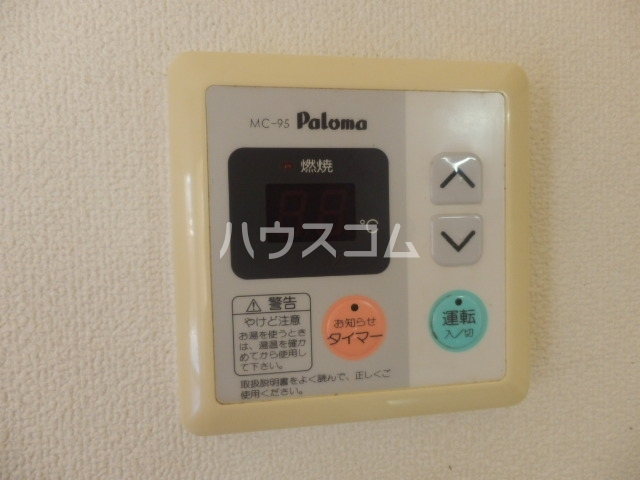 MC-9S Paloma
燃焼
℃
ハウスコム
⚠ 警告
やけど注意
お湯を使うとき
は、湯温を確か
めてから使用し
て下さい。
お知らせ
タイマー
運転
入/切
取扱説明書をよく読んで、正しくご
使用ください。